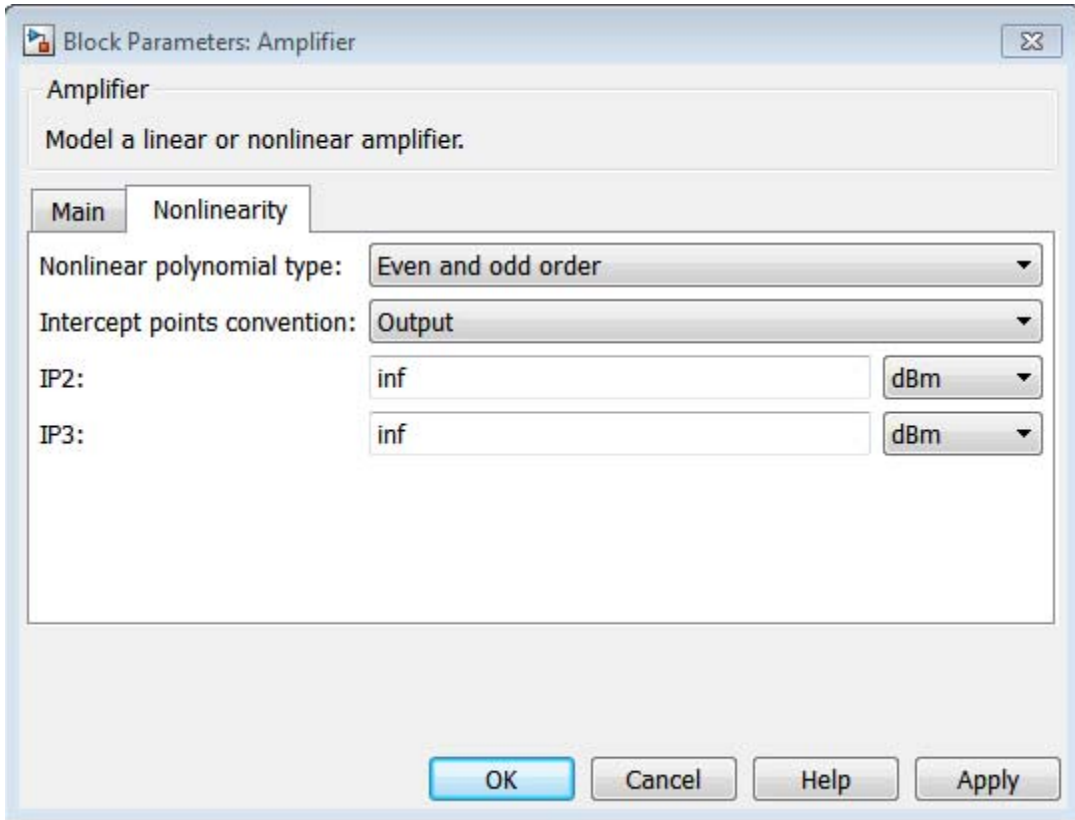 Block Parameters: Amplifier
Amplifier
Model a linear or nonlinear amplifier.
Main Nonlinearity
Nonlinear polynomial type: Even and odd order
Intercept points convention: Output
IP2: inf dBm
IP3: inf dBm
OK Cancel Help Apply